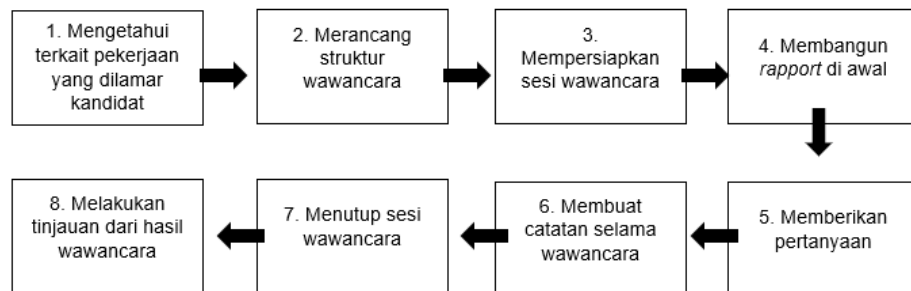 1. Mengetahui
terkait pekerjaan
yang dilamar
kandidat
2. Merancang
struktur
wawancara
3.
Mempersiapkan
sesi wawancara
4. Membangun
rapport di awal
5. Memberikan
pertanyaan
6. Membuat
catatan selama
wawancara
7. Menutup sesi
wawancara
8. Melakukan
tinjauan dari hasil
wawancara